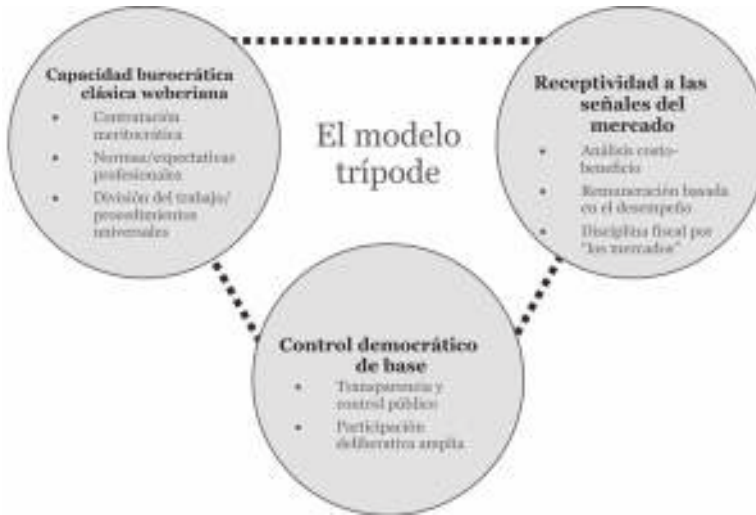 Capacidad burocrática
clásica weberiana
• Contratación
meritocrática
• Normas/expectativas
profesionales
• División del trabajo/
procedimientos
universales
El modelo
trípode
Receptividad a las
señales del
mercado
• Análisis costo-
beneficio
• Remuneración basada
en el desempeño
• Disciplina fiscal por
"los mercados"
Control democrático
de base
• Transparencia y
control público
• Participación
deliberativa amplia